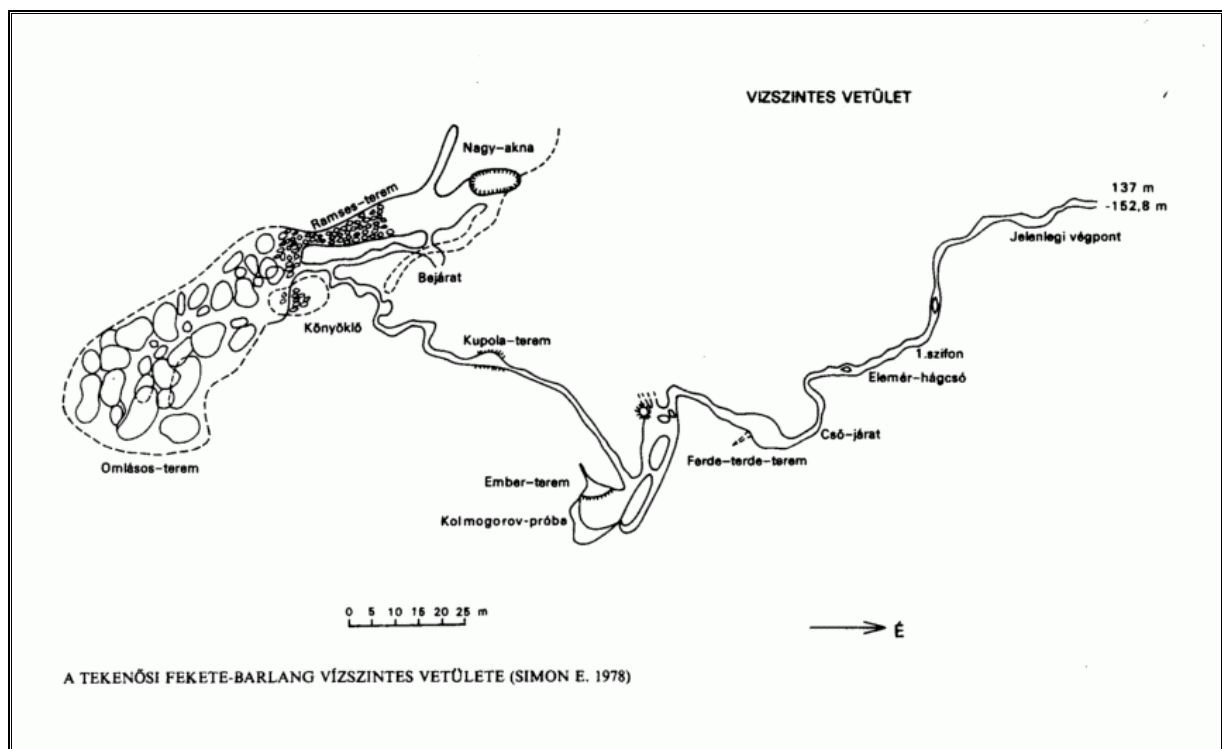 VIZSZINTES VETÜLET
Nagy-akna
Ramses-terem
137 m
-152,8 m
Jelenlegi végpont
Bejárat
Könyöklő
Kupola-terem
1.szifon
Elemér-hágcsó
Cső-járat
Ferde-terde-terem
Omlásos-terem
Ember-terem
Kolmogorov-próba
0 5 10 15 20 25 m
É
A TEKENŐSI FEKETE-BARLANG VÍZSZINTES VETÜLETE (SIMON E. 1978)